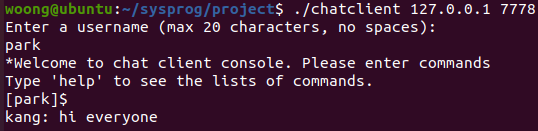 woong@ubuntu:~/sysprog/project$ ./chatclient 127.0.0.1 7778
Enter a username (max 20 characters, no spaces):
park
*Welcome to chat client console. Please enter commands
Type 'help' to see the lists of commands.
[park]$
kang: hi everyone